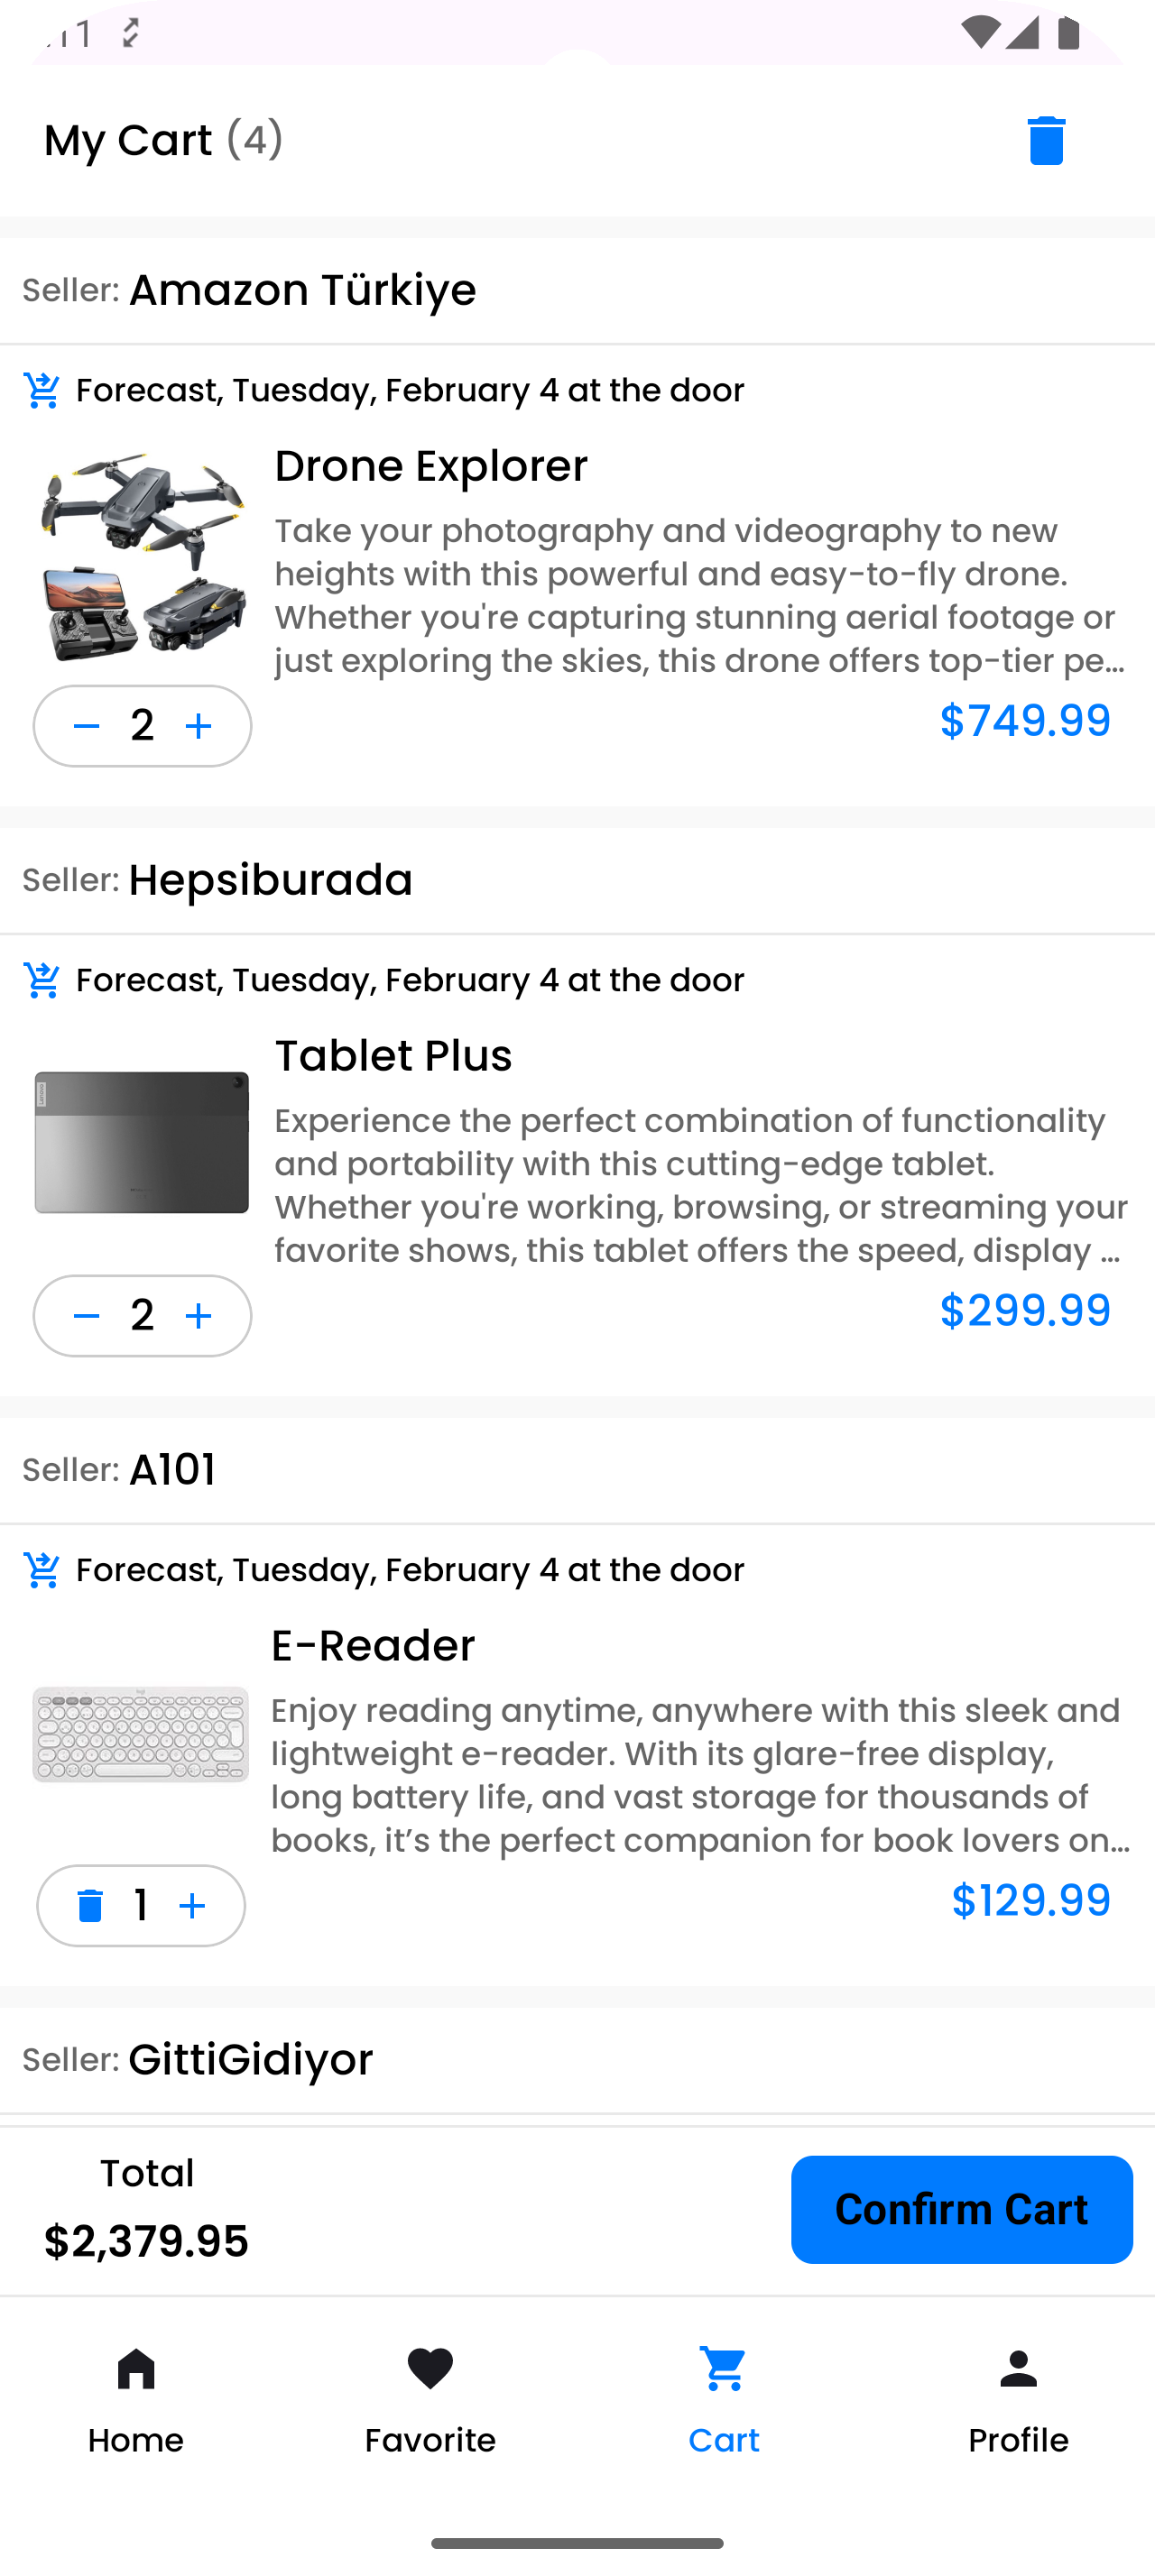 My Cart (4)
Seller: Amazon Türkiye
Forecast, Tuesday, February 4 at the door
Drone Explorer
Take your photography and videography to new
heights with this powerful and easy-to-fly drone.
Whether you're capturing stunning aerial footage or
just exploring the skies, this drone offers top-tier pe...
2
$749.99
Seller: Hepsiburada
Forecast, Tuesday, February 4 at the door
Tablet Plus
Experience the perfect combination of functionality
and portability with this cutting-edge tablet.
Whether you're working, browsing, or streaming your
favorite shows, this tablet offers the speed, display ...
2
$299.99
Seller: A101
Forecast, Tuesday, February 4 at the door
E-Reader
Enjoy reading anytime, anywhere with this sleek and
lightweight e-reader. With its glare-free display,
long battery life, and vast storage for thousands of
books, it’s the perfect companion for book lovers on...
1
$129.99
Seller: GittiGidiyor
Total
$2,379.95
Confirm Cart
Home
Favorite
Cart
Profile